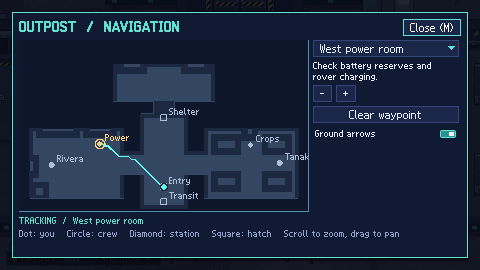 OUTPOST / NAVIGATION
Close (M)
West power room
Check battery reserves and
rover charging.
- +
Clear waypoint
Ground arrows
Shelter
Power
Crops
Rivera
Tanak
Entry
Transit
TRACKING / West power room
Dot: you Circle: crew Diamond: station Square: hatch Scroll to zoom, drag to pan